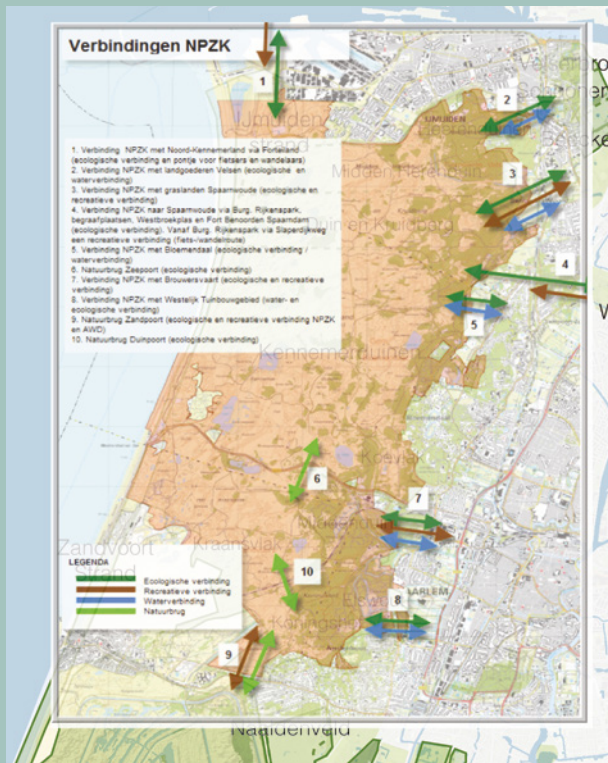 Verbindingen NPZK
1. Verbinding NPZK met Noord-Kennemerland via Forteiland
(ecologische verbinding en pontje voor fietsers en wandelaars)
2. Verbinding NPZK met landgoederen Velsen (ecologische en
waterverbinding)
3. Verbinding NPZK met graslanden Spaarnwoude (ecologische en
recreatieve verbinding)
4. Verbinding NPZK naar Spaarnwoude via Burg. Rijkenspark,
begraafplaatsen, Westbroekplas en Fort Benoorden Spaarndam
(ecologische verbinding). Vanaf Burg. Rijkenspark via Slaperdijkweg
een recreatieve verbinding (fiets-/wandelroute)
5. Verbinding NPZK met Bloemendaal (ecologische verbinding /
waterverbinding)
6. Natuurbrug Zeepoort (ecologische verbinding)
7. Verbinding NPZK met Brouwersvaart (ecologische en recreatieve
verbinding)
8. Verbinding NPZK met Westelijk Tuinbouwgebied (water- en
ecologische verbinding)
9. Natuurbrug Zandpoort (ecologische en recreatieve verbinding NPZK
en AWD)
10. Natuurbrug Duinpoort (ecologische verbinding)
1
2
3
4
5
6
7
8
9
10
IJmuiden
Strand
IJMUIDEN
Heerenduinen
Midden Herenduin
Duin en Kruidberg
Kennemerduinen
Koevlak
Middenduin
Kraansvlak
Zandvoort
Strand
HAARLEM
Naaldenveld
LEGENDA
Ecologische verbinding
Recreatieve verbinding
Waterverbinding
Natuurbrug